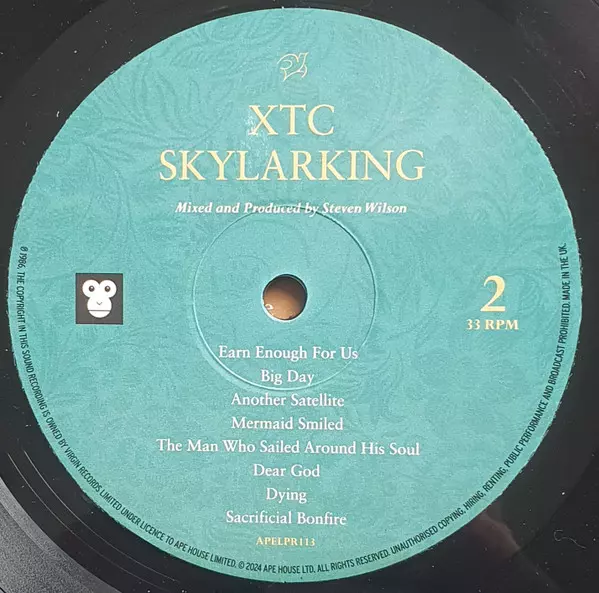 XTC
SKYLARKING
Mixed and Produced by Steven Wilson
2
33 RPM
Earn Enough For Us
Big Day
Another Satellite
Mermaid Smiled
The Man Who Sailed Around His Soul
Dear God
Dying
Sacrificial Bonfire
APELPR113
℗1986. THE COPYRIGHT IN THIS SOUND RECORDING IS OWNED BY VIRGIN RECORDS LIMITED UNDER LICENCE TO APE HOUSE LIMITED. © 2024 APE HOUSE LTD. ALL RIGHTS RESERVED. UNAUTHORISED COPYING, HIRING, RENTING, PUBLIC PERFORMANCE AND BROADCAST PROHIBITED. MADE IN THE UK.